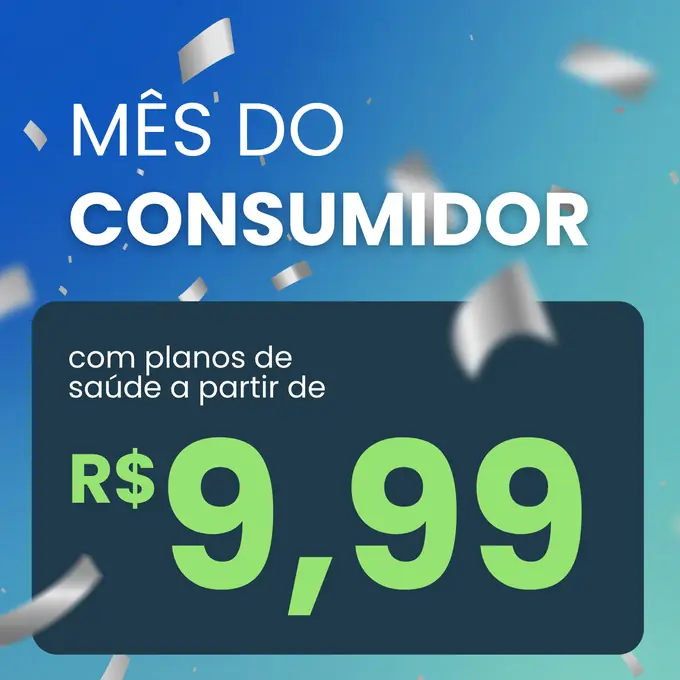 MÊS DO
CONSUMIDOR
com planos de
saúde a partir de
R$9,99